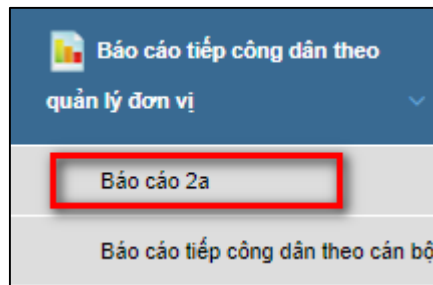 Báo cáo tiếp công dân theo
quản lý đơn vị
Báo cáo 2a
Báo cáo tiếp công dân theo cán bộ